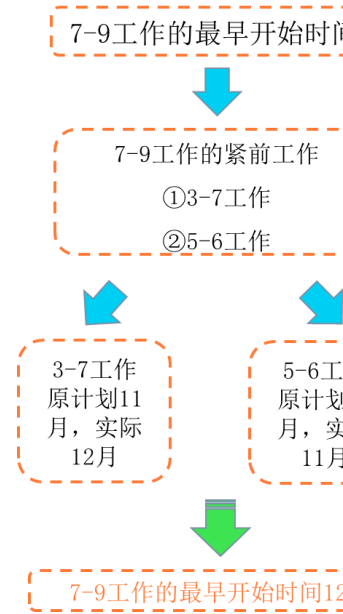 7-9工作的最早开始时
7-9工作的紧前工作
①3-7工作
②5-6工作
3-7工作
原计划11
月，实际
12月
5-6工
原计划
月，实
11月
7-9工作的最早开始时间12